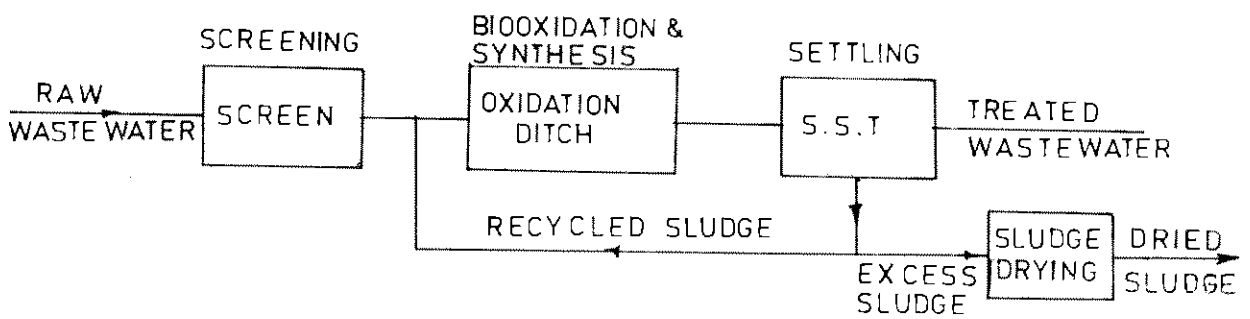 SCREENING
BIOOXIDATION &
SYNTHESIS
SETTLING
RAW
WASTE WATER
SCREEN
OXIDATION
DITCH
S.S.T
TREATED
WASTEWATER
RECYCLED SLUDGE
EXCESS
SLUDGE
SLUDGE
DRYING
DRIED
SLUDGE